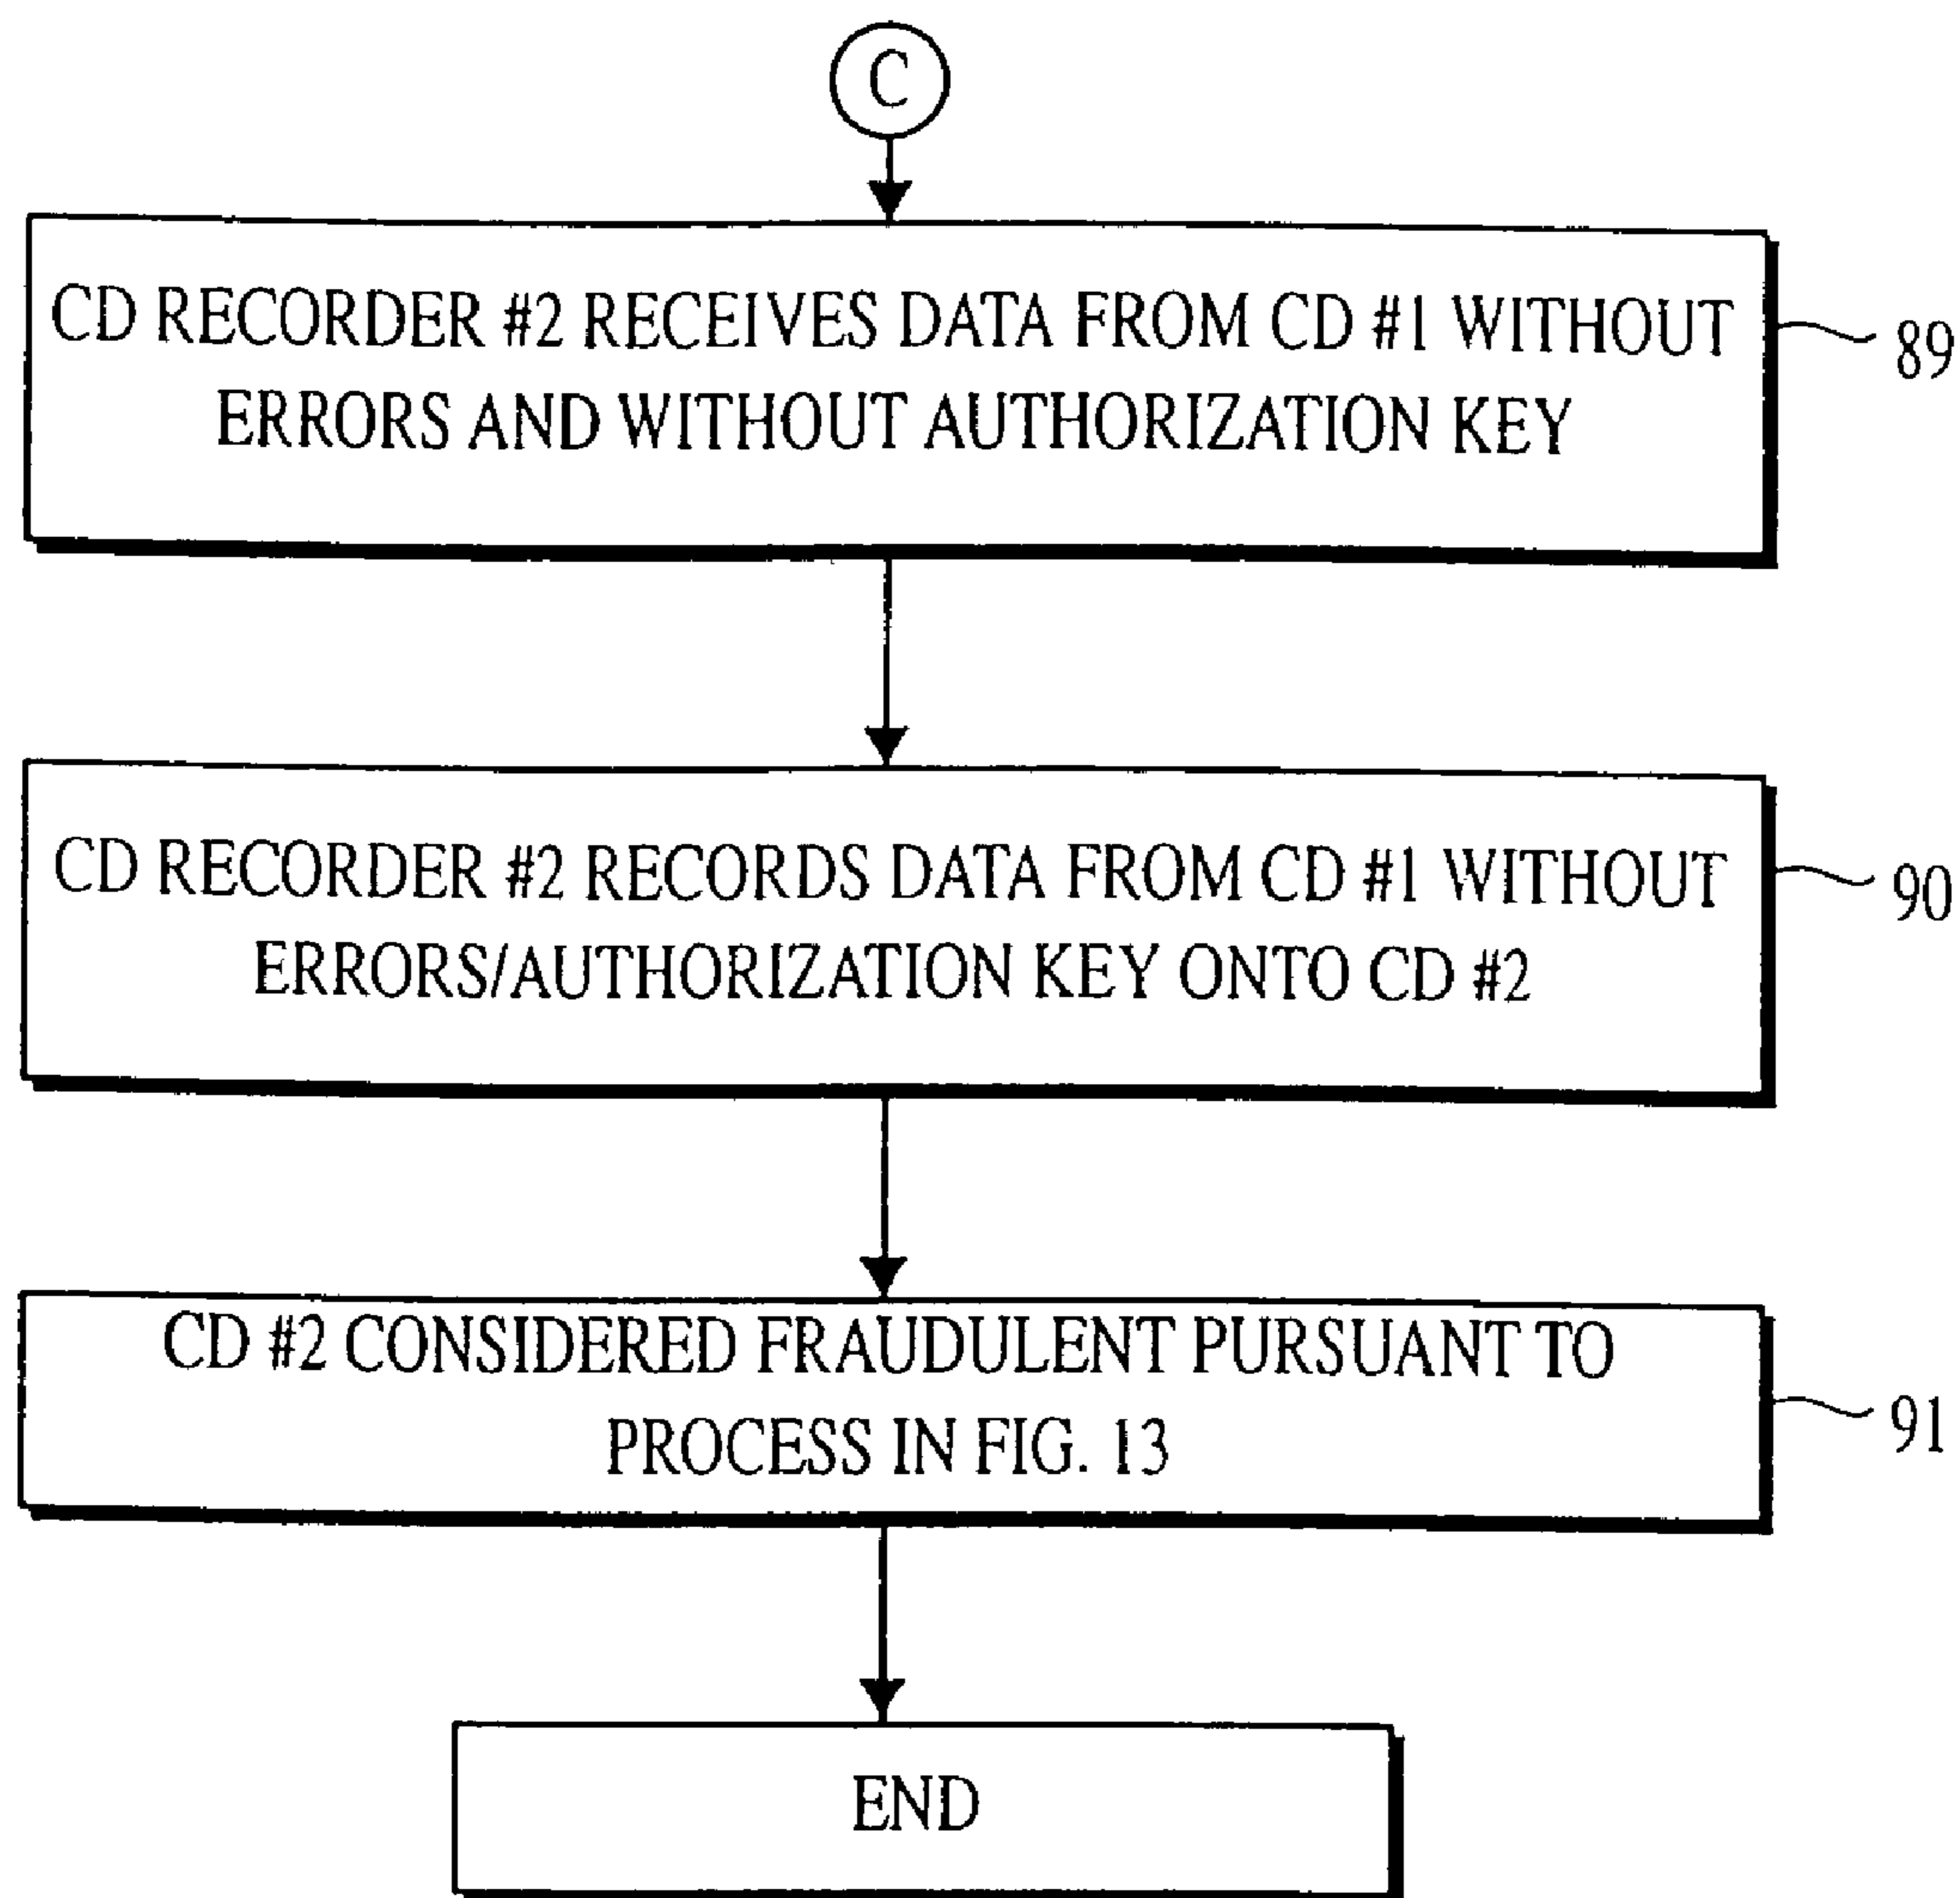 C
CD RECORDER #2 RECEIVES DATA FROM CD #1 WITHOUT
ERRORS AND WITHOUT AUTHORIZATION KEY
89
CD RECORDER #2 RECORDS DATA FROM CD #1 WITHOUT
ERRORS/AUTHORIZATION KEY ONTO CD #2
90
CD #2 CONSIDERED FRAUDULENT PURSUANT TO
PROCESS IN FIG. 13
91
END